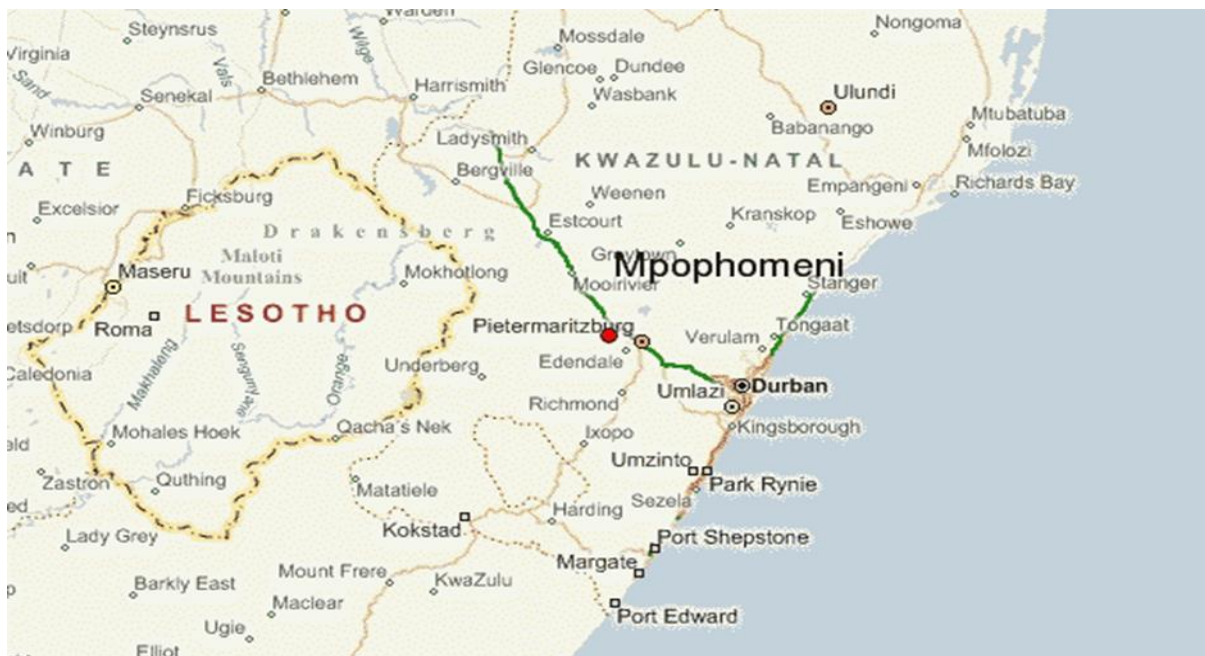 Steynsrus
Warden
Nongoma
Mossdale
Virginia
Wilge
Vals
Glencoe
Dundee
Sand
Bethlehem
Harrismith
Wasbank
Ulundi
Senekal
Mtubatuba
Winburg
Ladysmith
Babanango
Mfolozi
A T E
Bergville
KWAZULU-NATAL
Empangeni
Richards Bay
Ficksburg
Weenen
Excelsior
Estcourt
Kranskop
Eshowe
Drakensberg
Greytown
Maloti
Mountains
Mpophomeni
Maseru
Mokhotlong
Mooirivier
Stanger
LESOTHO
Roma
Pietermaritzburg
Tongaat
etsdorp
Verulam
Edendale
Underberg
Caledonia
Makhaleng
Orange
Umlazi
Durban
Richmond
Kingsborough
Mohales Hoek
Qacha's Nek
Ixopo
Umzinto
Zastron
Quthing
Matatiele
Park Rynie
Sezela
Harding
Kokstad
Lady Grey
Port Shepstone
Margate
Mount Frere
KwaZulu
Barkly East
Maclear
Port Edward
Ugie
Elliot